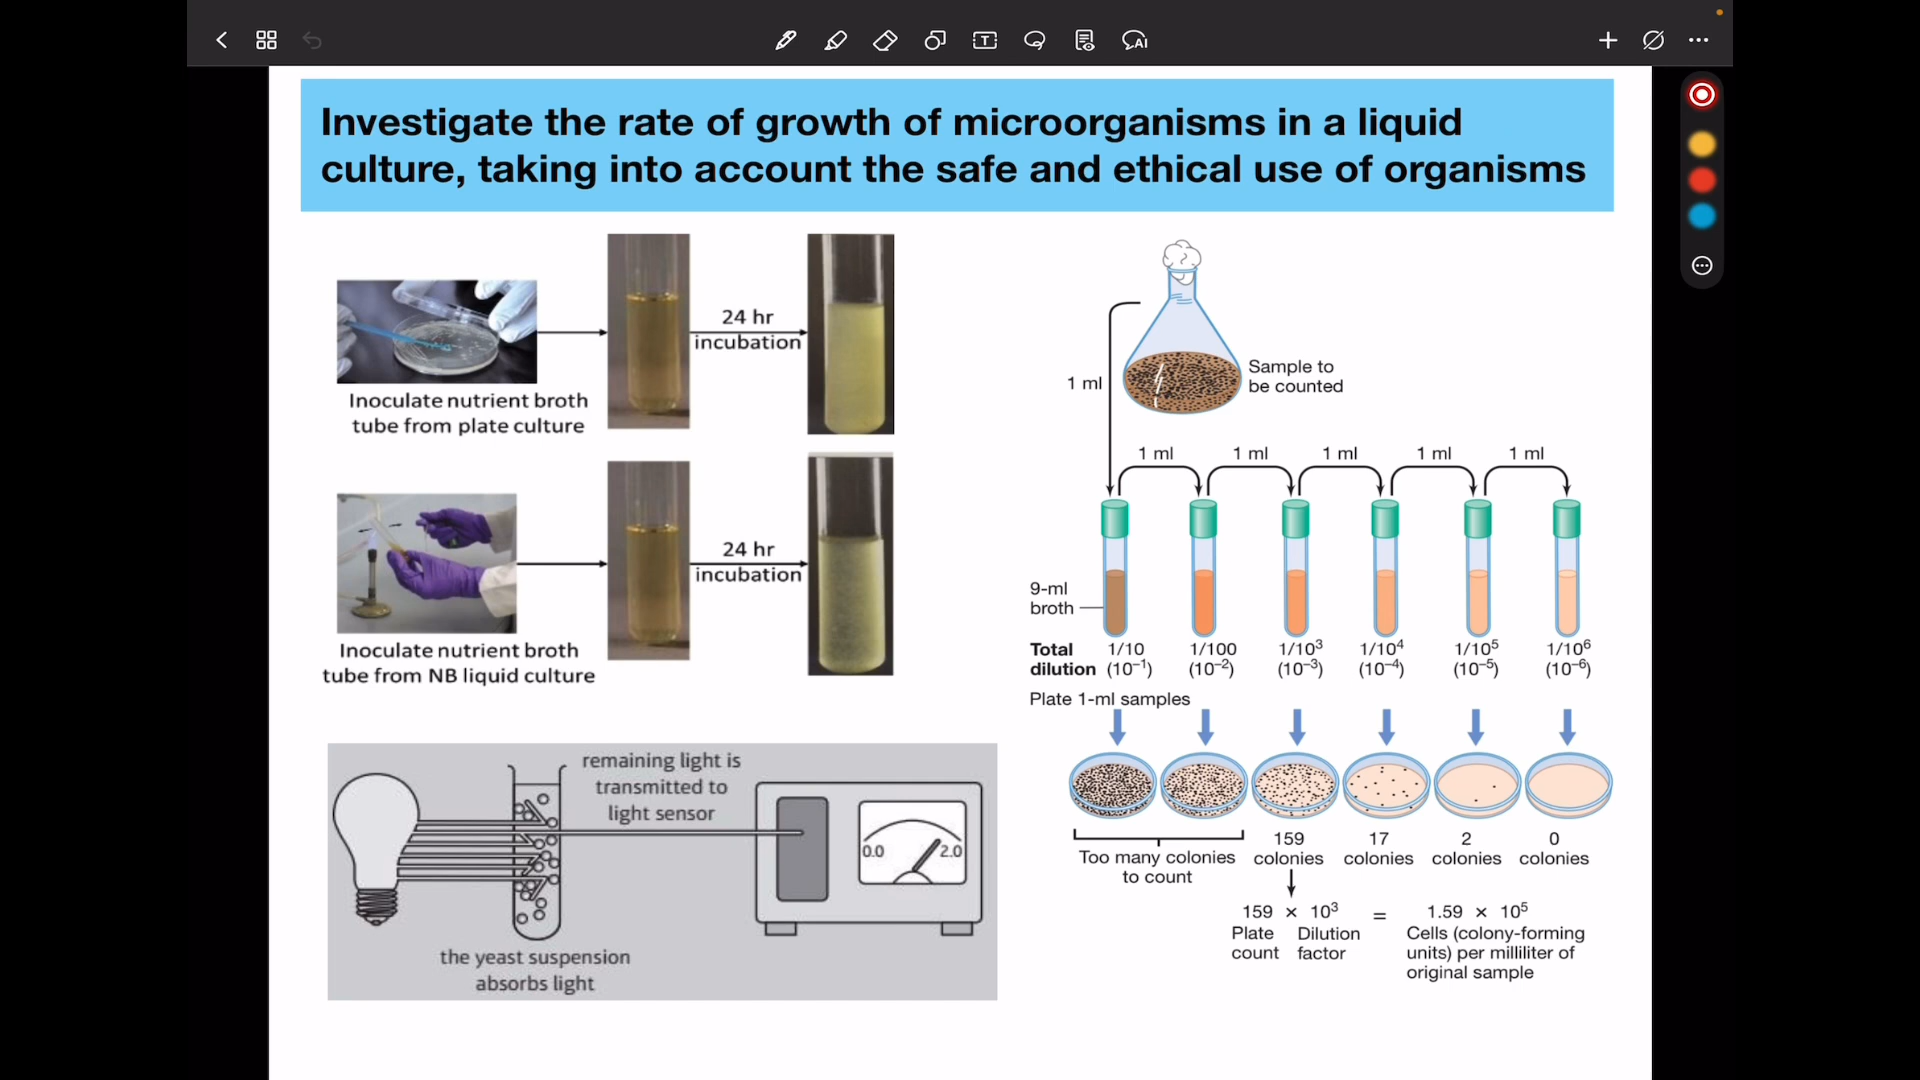 AI
T
Investigate the rate of growth of microorganisms in a liquid
culture, taking into account the safe and ethical use of organisms
24 hr
incubation
Inoculate nutrient broth
tube from plate culture
24 hr
incubation
Inoculate nutrient broth
tube from NB liquid culture
remaining light is
transmitted to
light sensor
0.0
2.0
the yeast suspension
absorbs light
Sample to
be counted
1 ml
1 ml 1 ml 1 ml 1 ml 1 ml
9-ml
broth
Total 1/10 1/100 1/10³ 1/10⁴ 1/10⁵ 1/10⁶
dilution (10⁻¹) (10⁻²) (10⁻³) (10⁻⁴) (10⁻⁵) (10⁻⁶)
Plate 1-ml samples
Too many colonies
to count
159 17 2 0
colonies colonies colonies colonies
159 × 10³ = 1.59 × 10⁵
Plate Dilution Cells (colony-forming
count factor units) per milliliter of
original sample